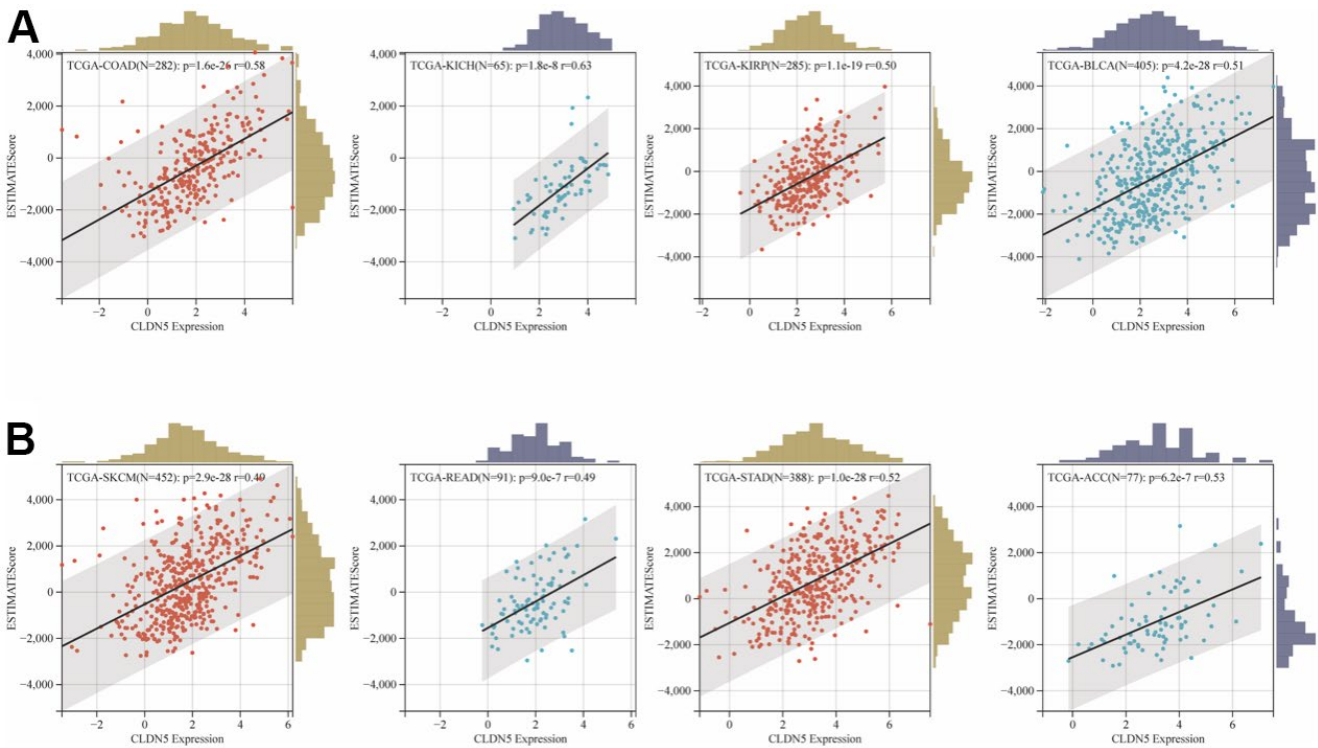 A
TCGA-COAD(N=282): p=1.6e-26 r=0.58
4,000
2,000
0
−2,000
−4,000
ESTIMATEScore
−2 0 2 4 6
CLDN5 Expression
TCGA-KICH(N=65): p=1.8e-8 r=0.63
4,000
2,000
0
−2,000
−4,000
ESTIMATEScore
−2 0 2 4 6
CLDN5 Expression
TCGA-KIRP(N=285): p=1.1e-19 r=0.50
4,000
2,000
0
−2,000
−4,000
ESTIMATEScore
−2 0 2 4 6
CLDN5 Expression
TCGA-BLCA(N=405): p=4.2e-28 r=0.51
4,000
2,000
0
−2,000
−4,000
ESTIMATEScore
−2 0 2 4 6
CLDN5 Expression
B
TCGA-SKCM(N=452): p=2.9e-28 r=0.49
4,000
2,000
0
−2,000
−4,000
ESTIMATEScore
−2 0 2 4 6
CLDN5 Expression
TCGA-READ(N=91): p=9.0e-7 r=0.49
4,000
2,000
0
−2,000
−4,000
ESTIMATEScore
−2 0 2 4 6
CLDN5 Expression
TCGA-STAD(N=388): p=1.0e-28 r=0.52
4,000
2,000
0
−2,000
−4,000
ESTIMATEScore
0 2 4 6
CLDN5 Expression
TCGA-ACC(N=77): p=6.2e-7 r=0.53
4,000
2,000
0
−2,000
−4,000
ESTIMATEScore
0 2 4 6
CLDN5 Expression